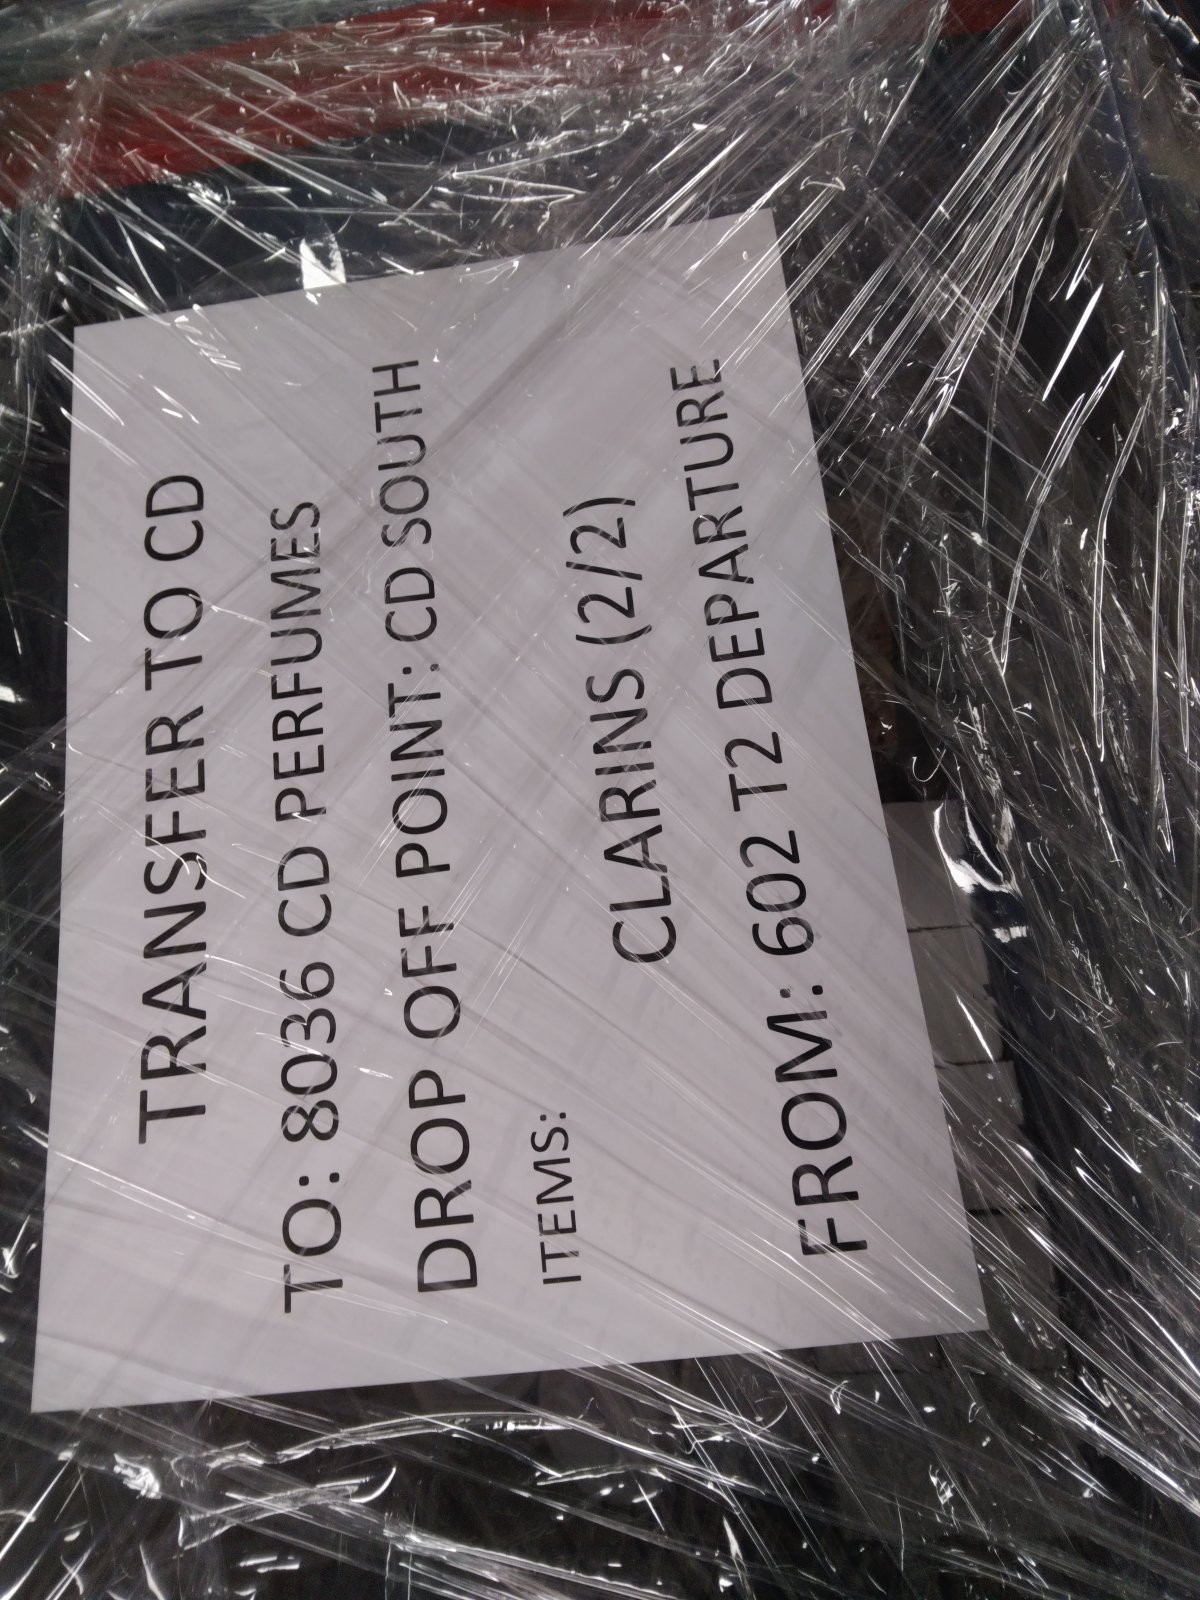 TRANSFER TO CD
TO: 8036 CD PERFUMES
DROP OFF POINT: CD SOUTH
ITEMS:
CLARINS (2/2)
FROM: 602 T2 DEPARTURE